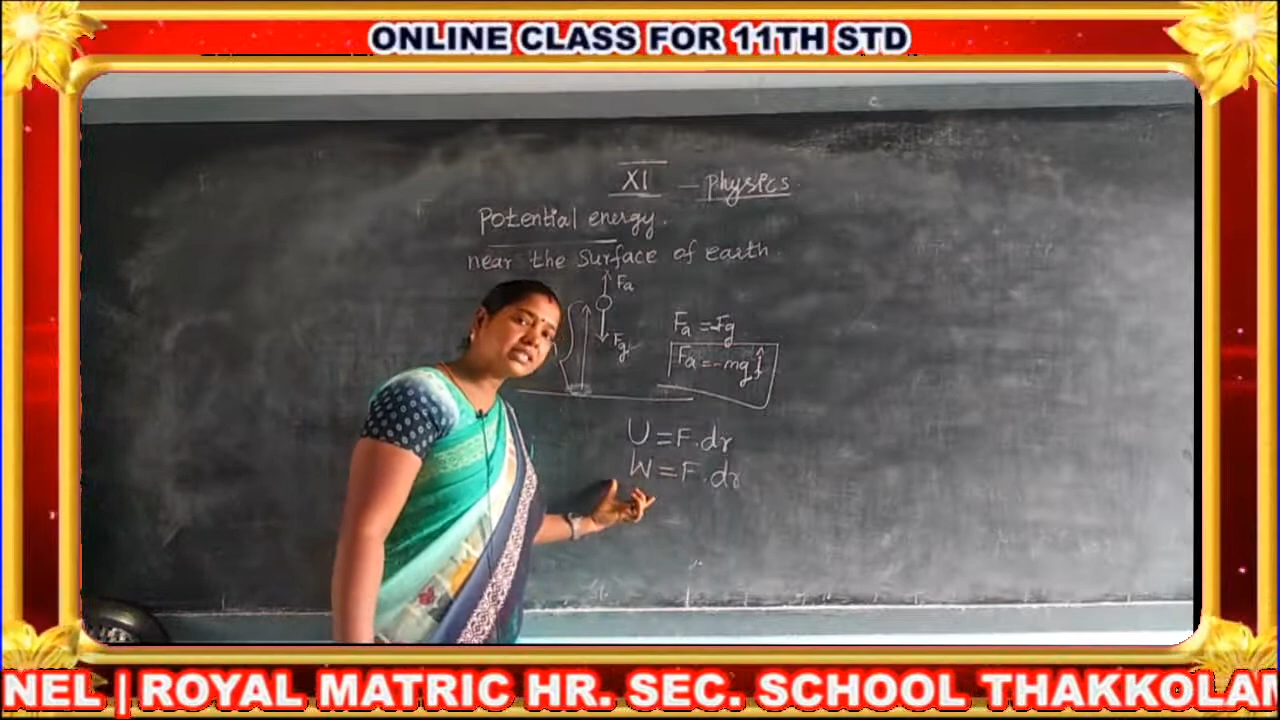 ONLINE CLASS FOR 11TH STD
XI - Physics
Potential energy.
near the surface of earth.
Fa
Fg
Fa = -Fg
Fa = -mg ĵ
U = F.dr
W = F.dr
NEL | ROYAL MATRIC HR. SEC. SCHOOL THAKKOLAM